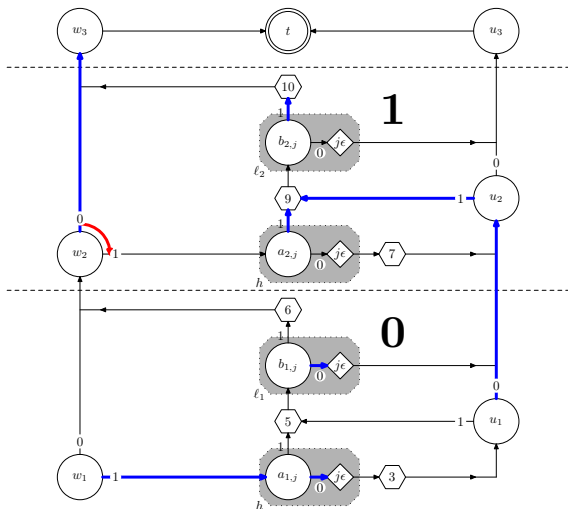 w3 t u3
10
1
1
b2,j jϵ
0 0
ℓ2
9 1 u2
0 1
w2 1 a2,j jϵ 7
0
h
6
0
1
b1,j jϵ
0 0
ℓ1
5 1 u1
0 1
w1 1 a1,j jϵ 3
0
h